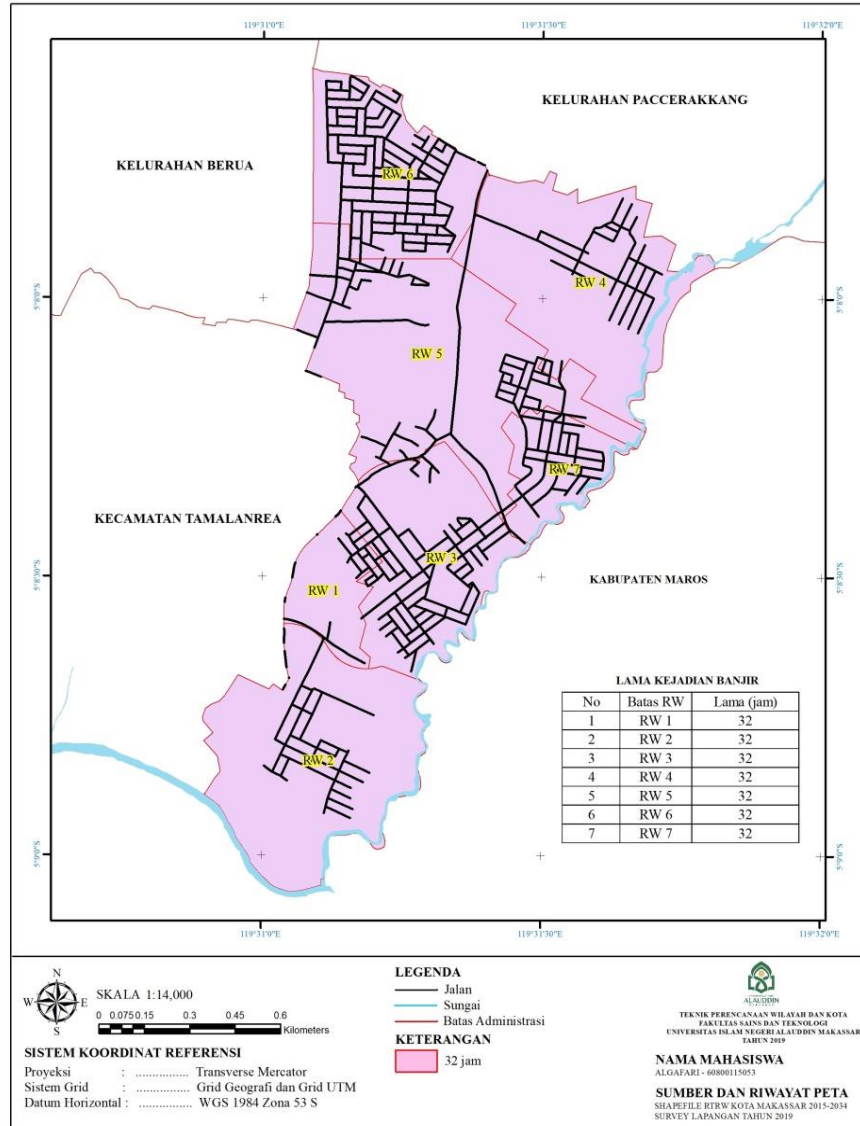 119°31'0"E
119°31'30"E
119°32'0"E
KELURAHAN PACCERAKKANG
KELURAHAN BERUA
RW 6
RW 4
5°8'0"S
5°8'0"S
RW 5
RW 7
KECAMATAN TAMALANREA
RW 3
5°8'30"S
5°8'30"S
RW 1
KABUPATEN MAROS
LAMA KEJADIAN BANJIR
No Batas RW Lama (jam)
1 RW 1 32
2 RW 2 32
3 RW 3 32
4 RW 4 32
5 RW 5 32
6 RW 6 32
7 RW 7 32
RW 2
5°9'0"S
5°9'0"S
119°31'0"E
119°31'30"E
119°32'0"E
N
W E
S
SKALA 1:14,000
0 0.075 0.15 0.3 0.45 0.6
Kilometers
SISTEM KOORDINAT REFERENSI
Proyeksi : .............. Transverse Mercator
Sistem Grid : ................ Grid Geografi dan Grid UTM
Datum Horizontal : ................ WGS 1984 Zona 53 S
LEGENDA
Jalan
Sungai
Batas Administrasi
KETERANGAN
32 jam
ALAUDDIN
TEKNIK PERENCANAAN WILAYAH DAN KOTA
FAKULTAS SAINS DAN TEKNOLOGI
UNIVERSITAS ISLAM NEGERI ALAUDDIN MAKASSAR
TAHUN 2019
NAMA MAHASISWA
ALGAFARI - 60800115053
SUMBER DAN RIWAYAT PETA
SHAPEFILE RTRW KOTA MAKASSAR 2015-2034
SURVEY LAPANGAN TAHUN 2019